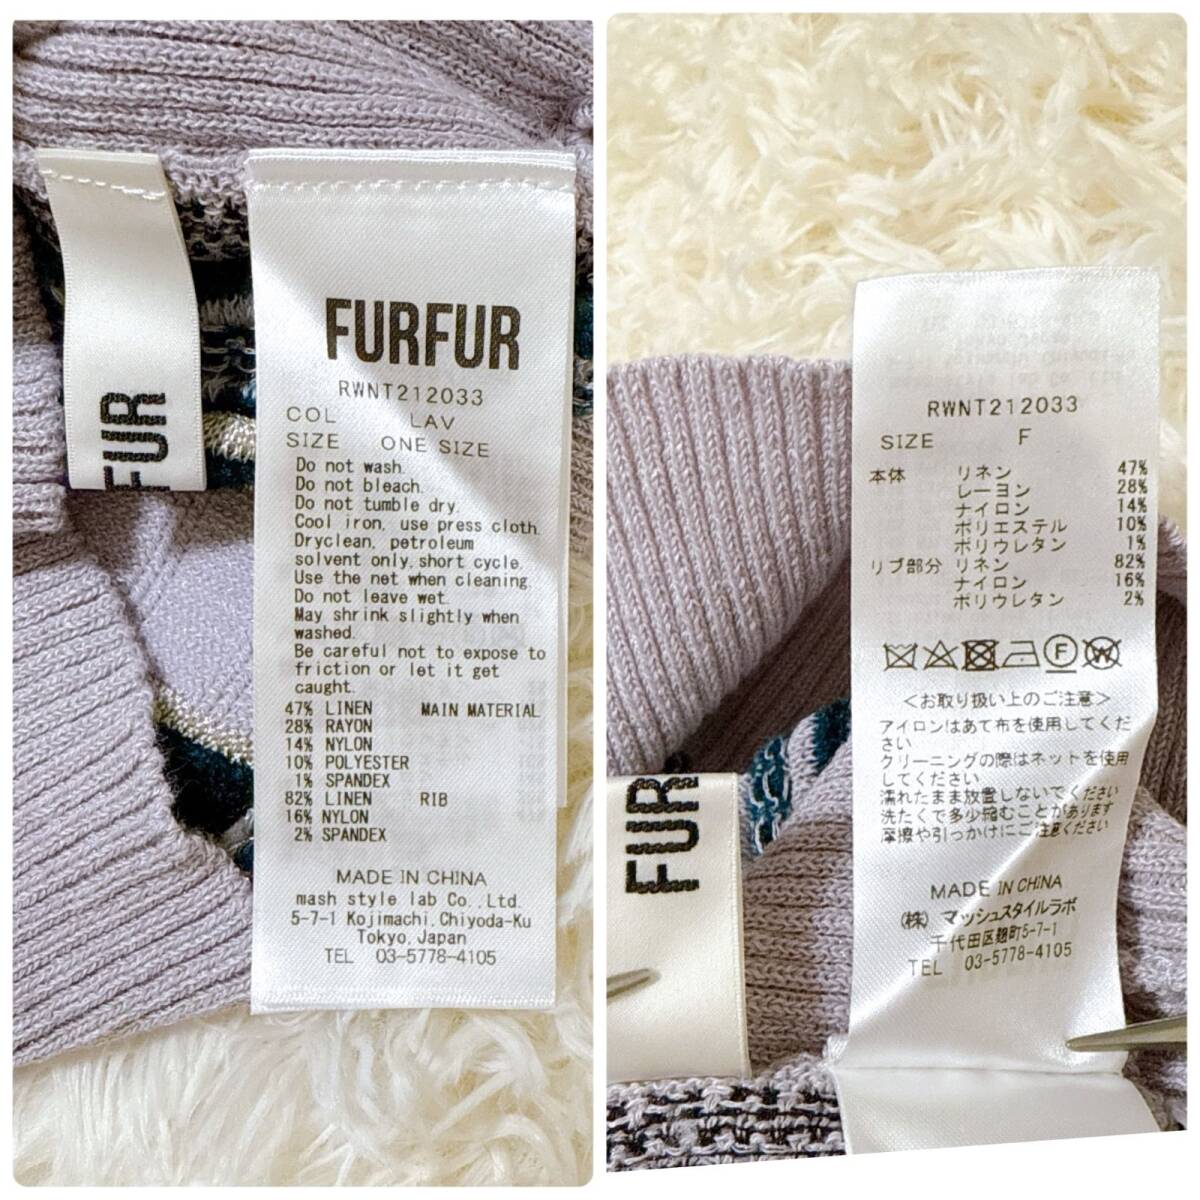 FUR
FURFUR
RWNT212033
COL LAV
SIZE ONE SIZE
Do not wash.
Do not bleach.
Do not tumble dry.
Cool iron, use press cloth.
Dryclean, petroleum
solvent only.short cycle.
Use the net when cleaning.
Do not leave wet.
May shrink slightly when
washed.
Be careful not to expose to
friction or let it get
caught.
47% LINEN MAIN MATERIAL
28% RAYON
14% NYLON
10% POLYESTER
1% SPANDEX
82% LINEN RIB
16% NYLON
2% SPANDEX
MADE IN CHINA
mash style lab Co.,Ltd.
5-7-1 Kojimachi,Chiyoda-Ku
Tokyo,Japan
TEL 03-5778-4105
FUR
RWNT212033
SIZE F
本体 リネン 47%
レーヨン 28%
ナイロン 14%
ポリエステル 10%
ポリウレタン 1%
リブ部分 リネン 82%
ナイロン 16%
ポリウレタン 2%
F W
＜お取り扱い上のご注意＞
アイロンはあて布を使用してくだ
さい
クリーニングの際はネットを使用
してください
濡れたまま放置しないでください
洗たくで多少縮むことがあります
摩擦や引っかけにご注意ください
MADE IN CHINA
(株) マッシュスタイルラボ
千代田区麹町5-7-1
TEL 03-5778-4105